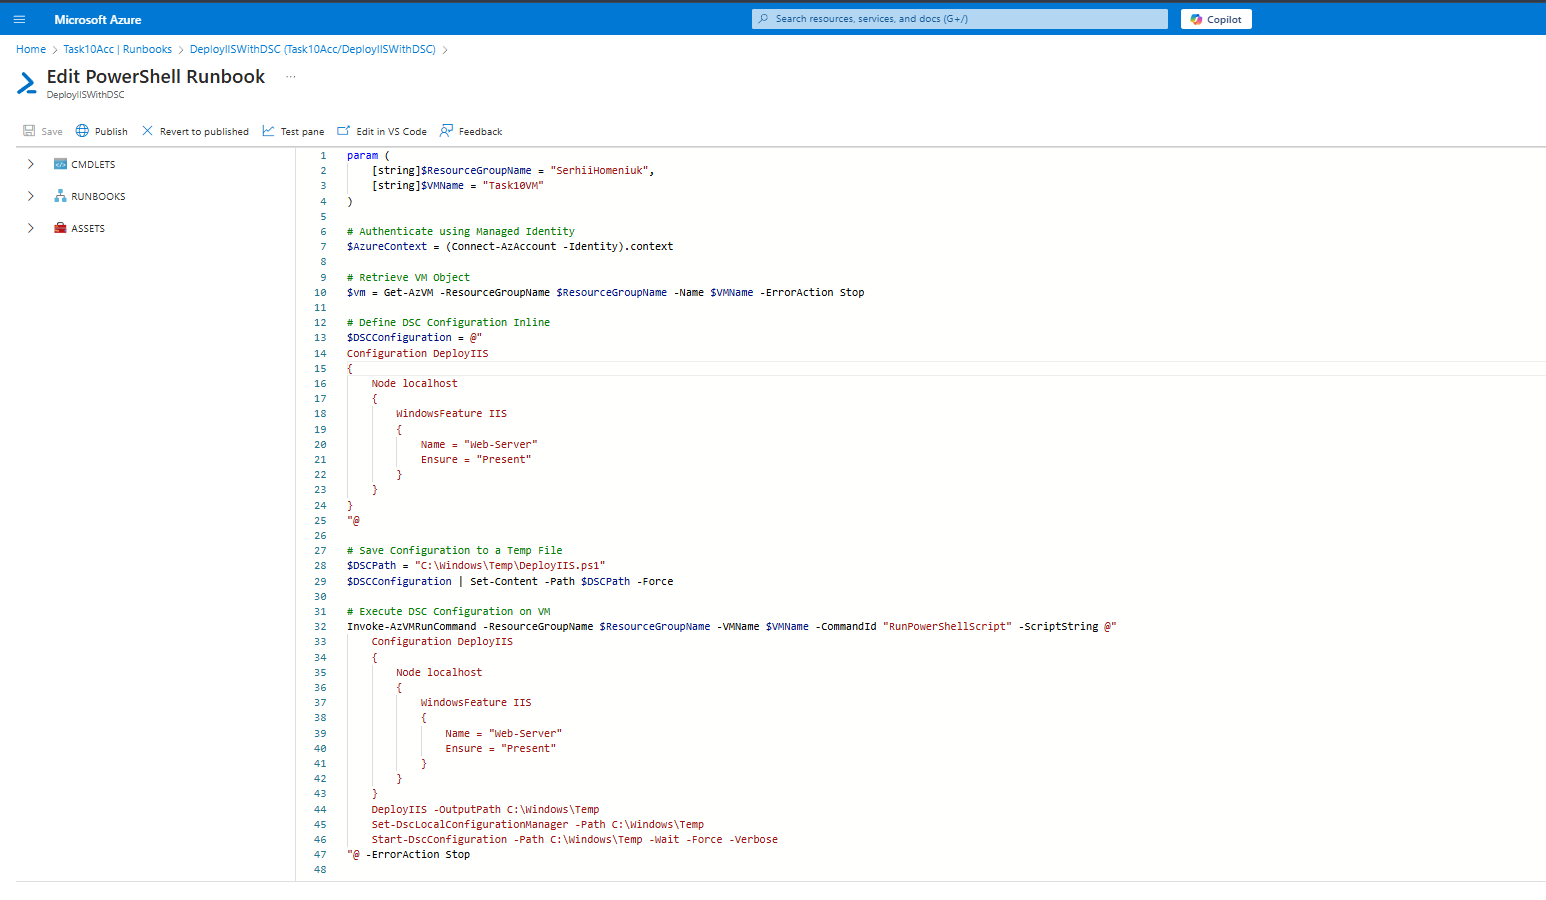 Microsoft Azure
Search resources, services, and docs (G+/)
Copilot
Home > Task10Acc | Runbooks > DeployIISWithDSC (Task10Acc/DeployIISWithDSC) >
Edit PowerShell Runbook ...
DeployIISWithDSC
Save Publish Revert to published Test pane Edit in VS Code Feedback
CMDLETS
RUNBOOKS
ASSETS
1 param (
2 [string]$ResourceGroupName = "SerhiiHomeniuk",
3 [string]$VMName = "Task10VM"
4 )
5
6 # Authenticate using Managed Identity
7 $AzureContext = (Connect-AzAccount -Identity).context
8
9 # Retrieve VM Object
10 $vm = Get-AzVM -ResourceGroupName $ResourceGroupName -Name $VMName -ErrorAction Stop
11
12 # Define DSC Configuration Inline
13 $DSCConfiguration = @"
14 Configuration DeployIIS
15 {
16 Node localhost
17 {
18 WindowsFeature IIS
19 {
20 Name = "Web-Server"
21 Ensure = "Present"
22 }
23 }
24 }
25 "@
26
27 # Save Configuration to a Temp File
28 $DSCPath = "C:\Windows\Temp\DeployIIS.ps1"
29 $DSCConfiguration | Set-Content -Path $DSCPath -Force
30
31 # Execute DSC Configuration on VM
32 Invoke-AzVMRunCommand -ResourceGroupName $ResourceGroupName -VMName $VMName -CommandId "RunPowerShellScript" -ScriptString @"
33 Configuration DeployIIS
34 {
35 Node localhost
36 {
37 WindowsFeature IIS
38 {
39 Name = "Web-Server"
40 Ensure = "Present"
41 }
42 }
43 }
44 DeployIIS -OutputPath C:\Windows\Temp
45 Set-DscLocalConfigurationManager -Path C:\Windows\Temp
46 Start-DscConfiguration -Path C:\Windows\Temp -Wait -Force -Verbose
47 "@ -ErrorAction Stop
48